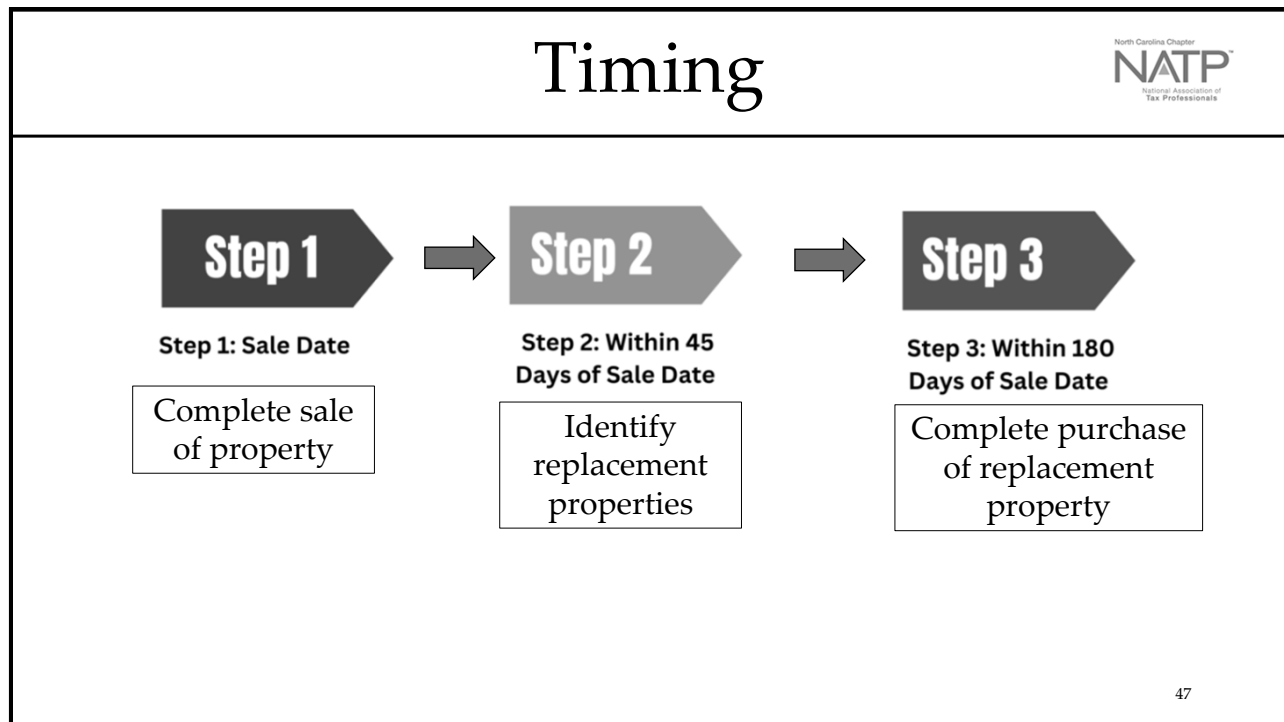 Timing
North Carolina Chapter
NATP™
National Association of
Tax Professionals
Step 1
Step 2
Step 3
Step 1: Sale Date
Complete sale
of property
Step 2: Within 45
Days of Sale Date
Identify
replacement
properties
Step 3: Within 180
Days of Sale Date
Complete purchase
of replacement
property
47